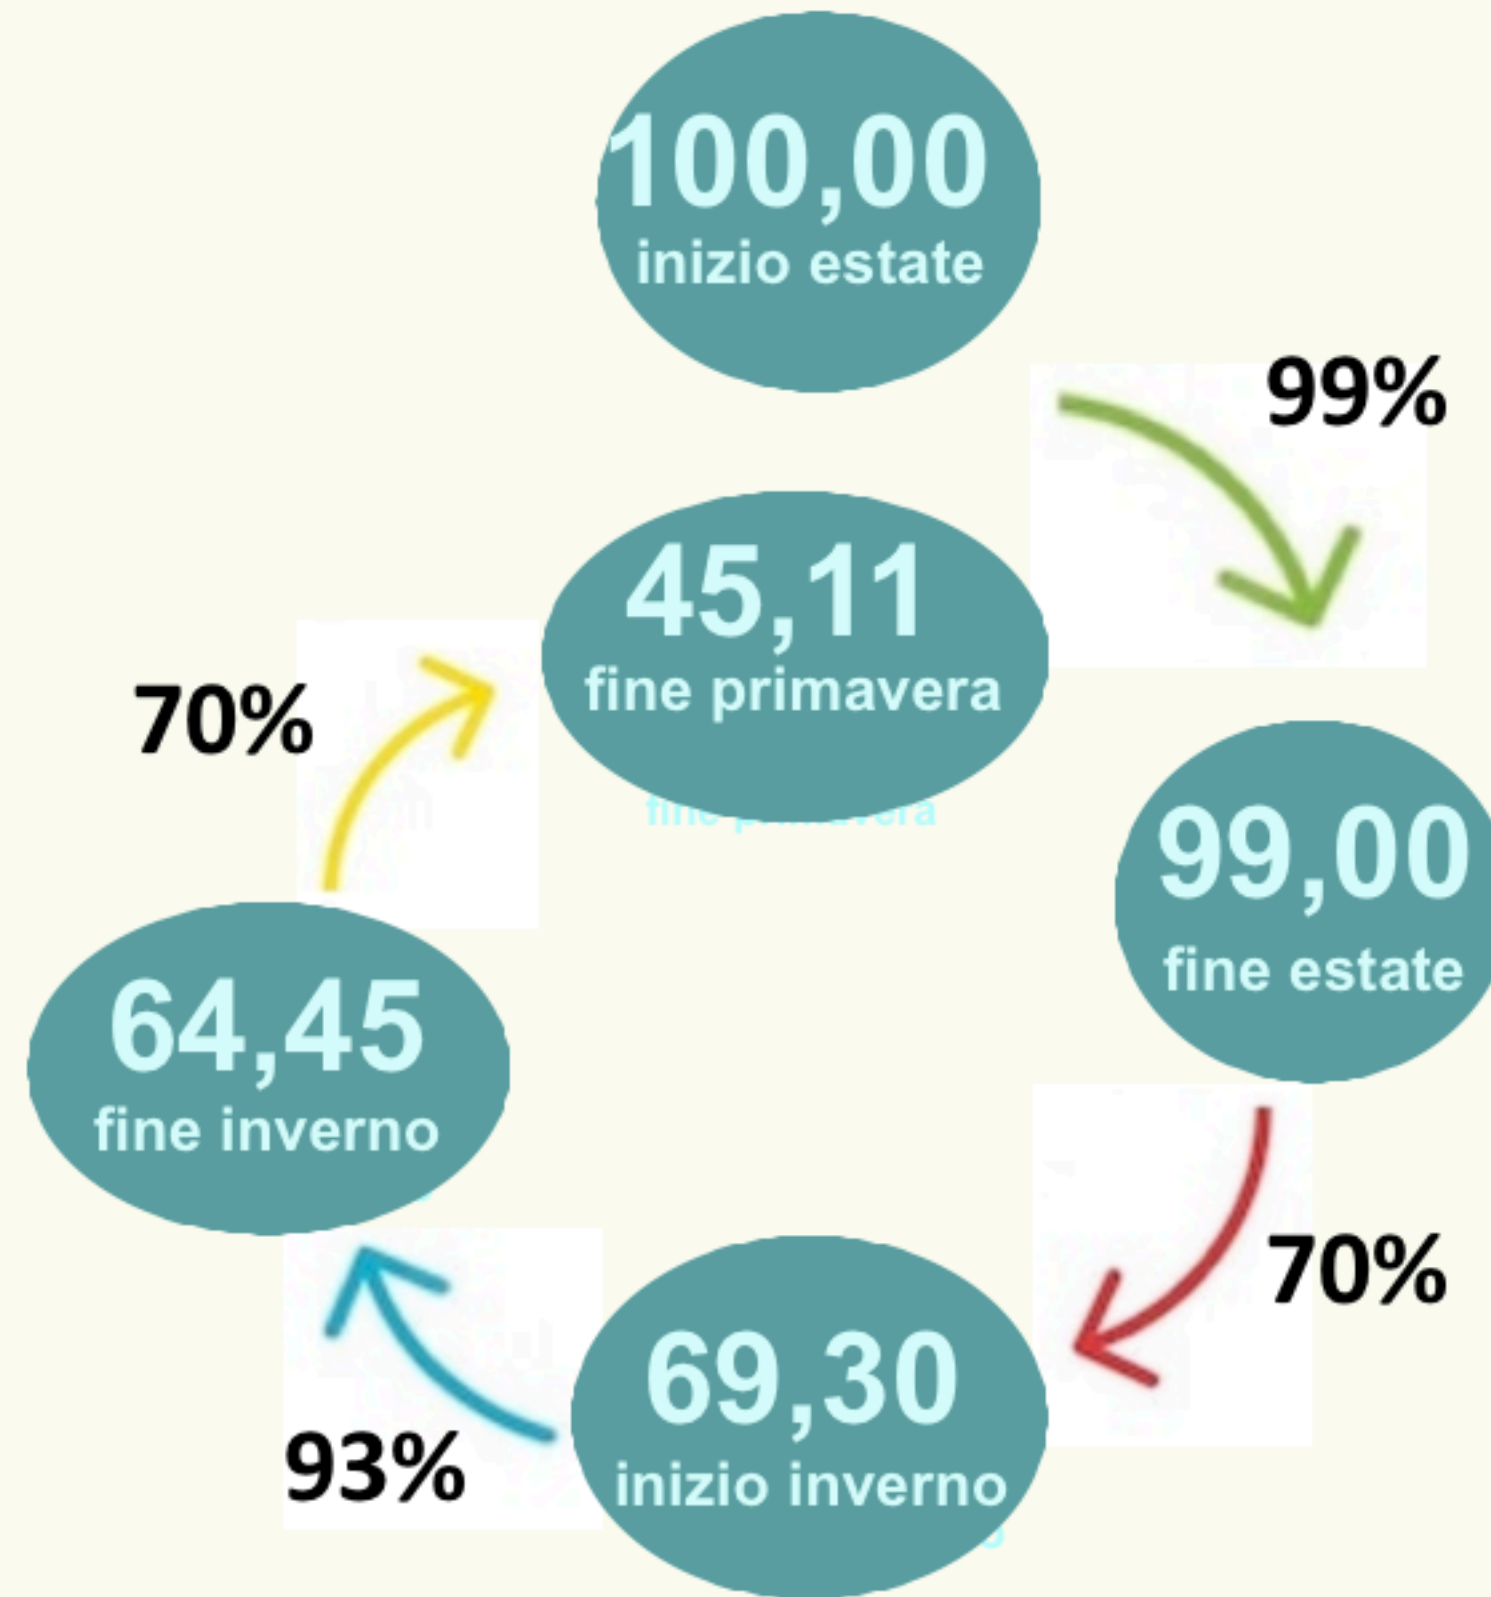 100,00
inizio estate
99%
45,11
fine primavera
70%
99,00
fine estate
64,45
fine inverno
70%
69,30
inizio inverno
93%